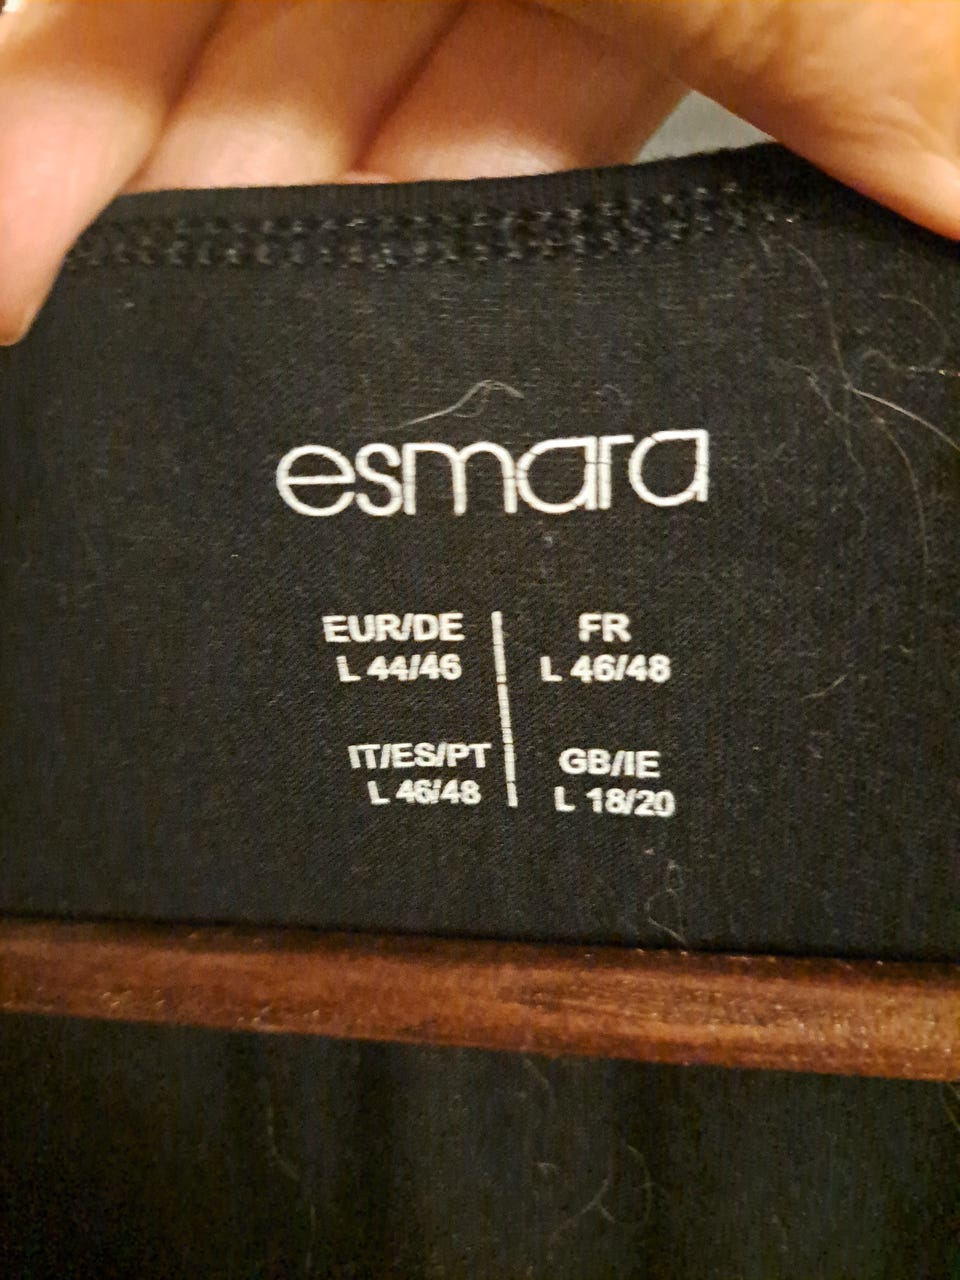 esmara
EUR/DE
L 44/46
FR
L 46/48
IT/ES/PT
L 46/48
GB/IE
L 18/20